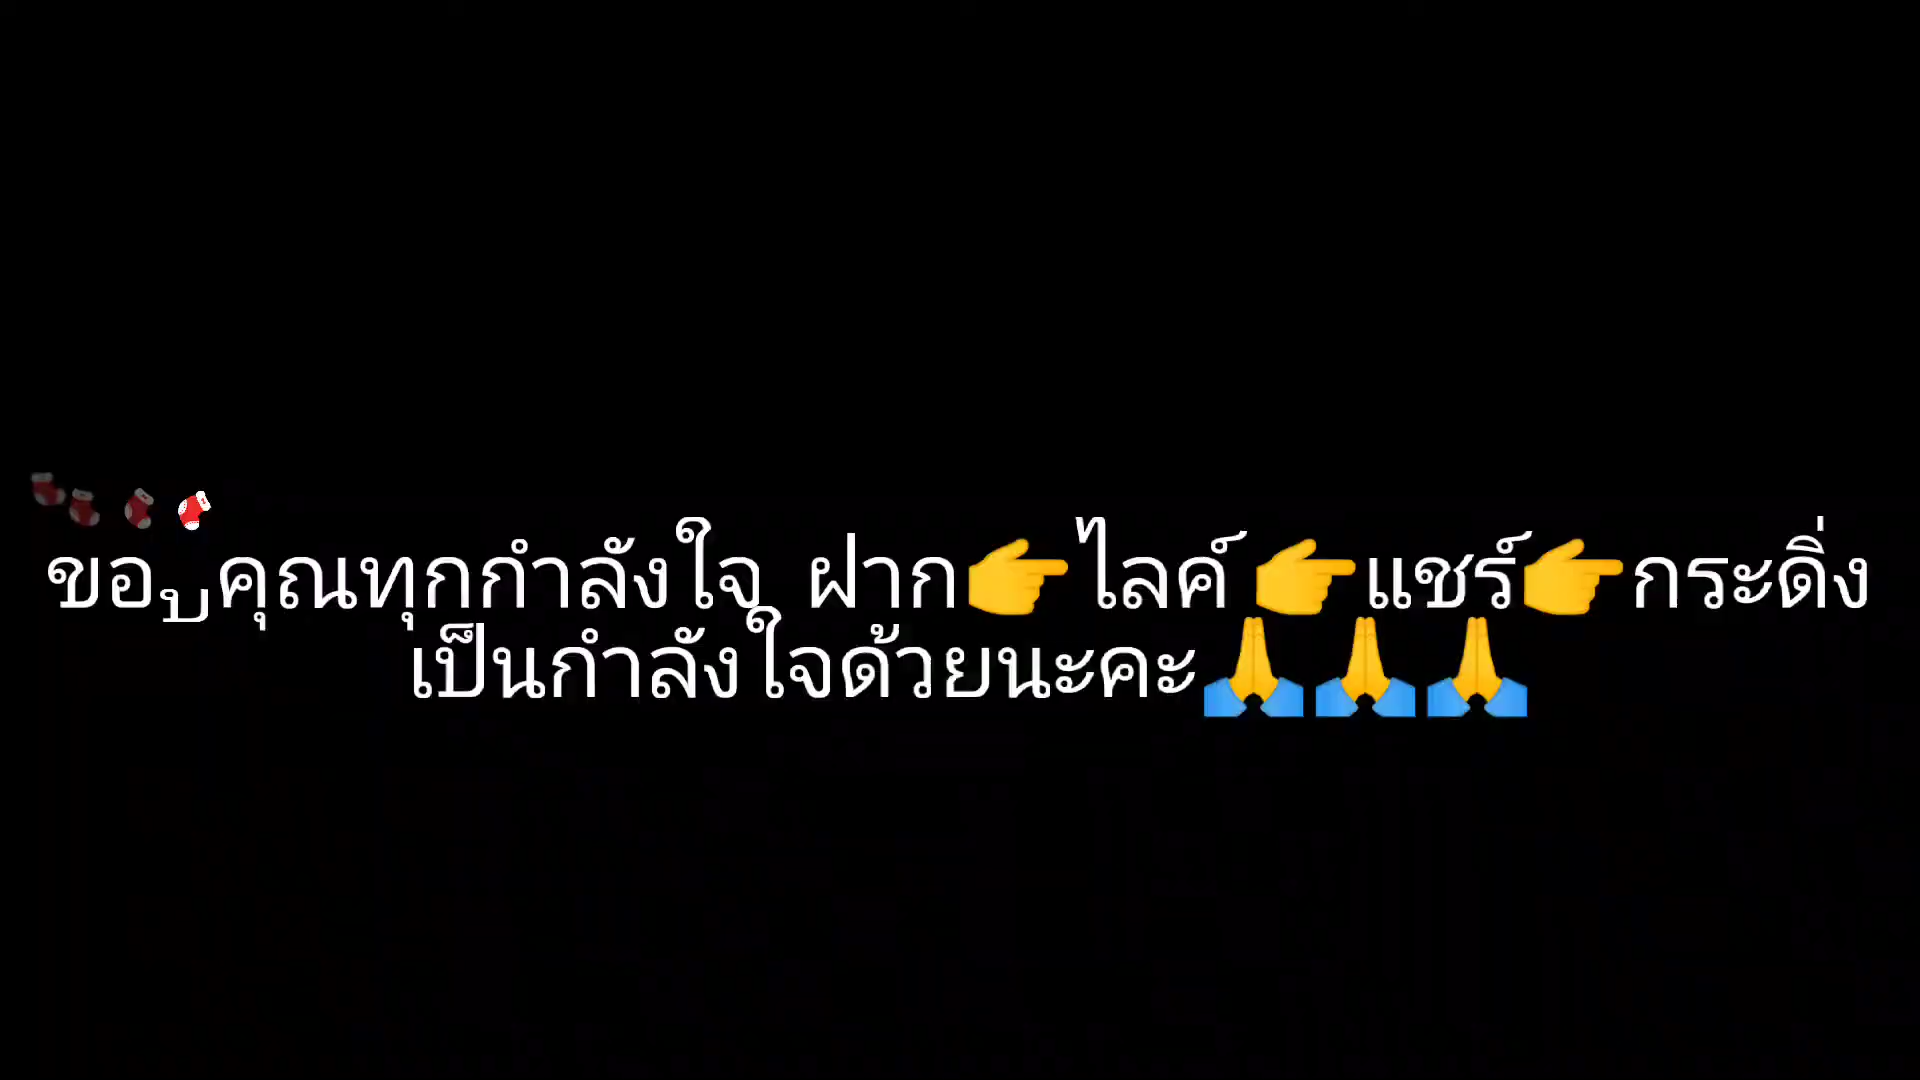 ขอบคุณทุกกำลังใจ ฝาก👉ไลค์👉แชร์👉กระดิ่ง
เป็นกำลังใจด้วยนะคะ🙏🙏🙏